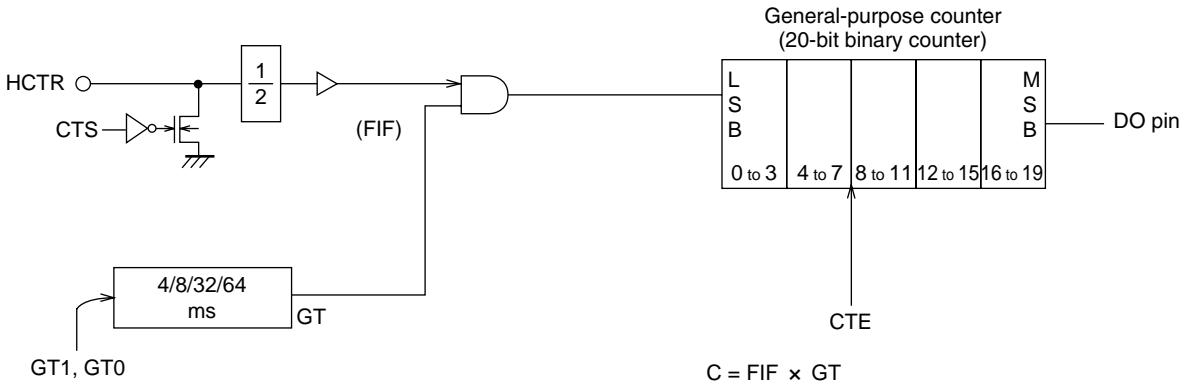 General-purpose counter
(20-bit binary counter)
HCTR
1
2
CTS
(FIF)
L
S
B
M
S
B
DO pin
0 to 3
4 to 7
8 to 11
12 to 15
16 to 19
4/8/32/64
ms
GT
CTE
GT1, GT0
C = FIF × GT